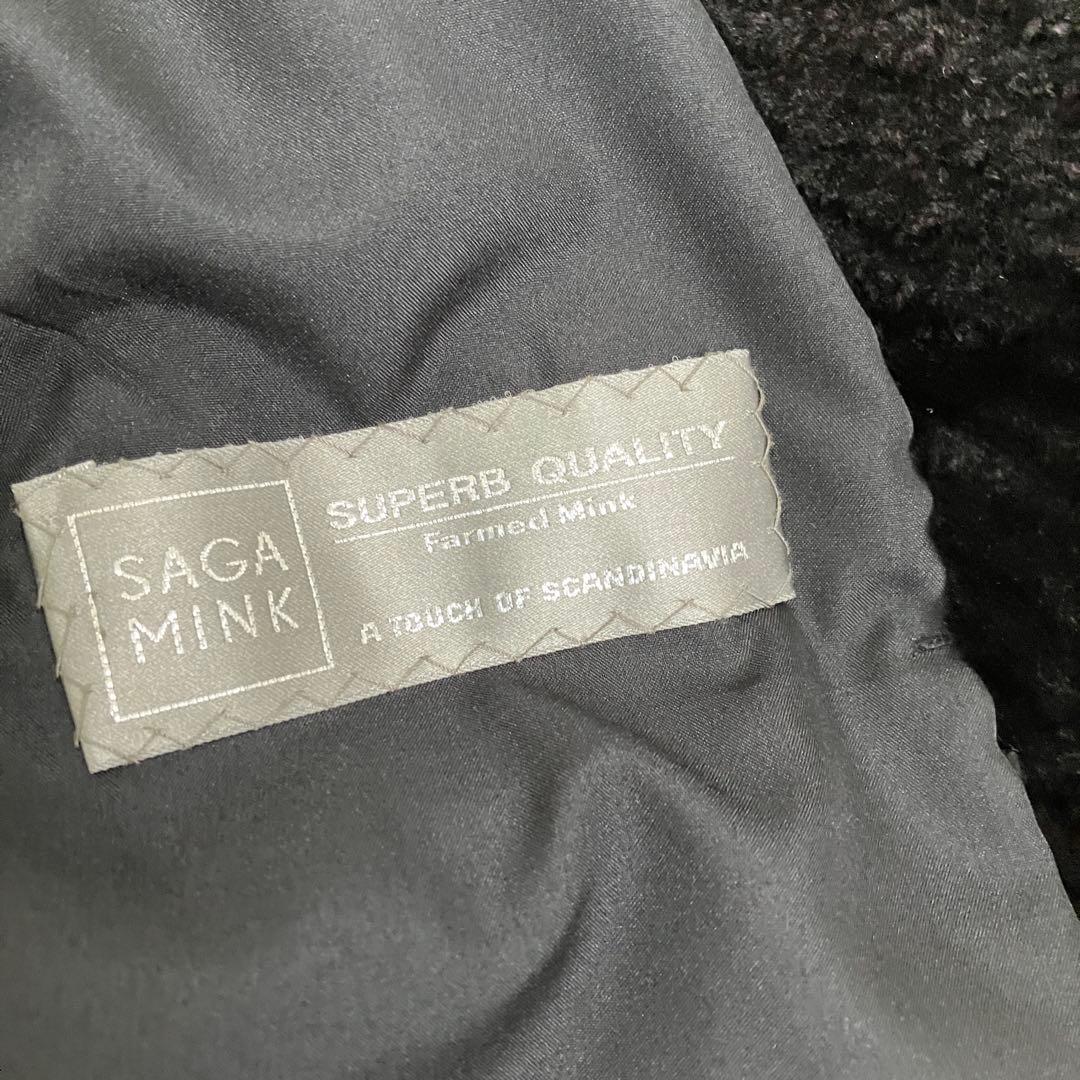 SAGA
MINK
SUPERB QUALITY
Farmed Mink
A TOUCH OF SCANDINAVIA